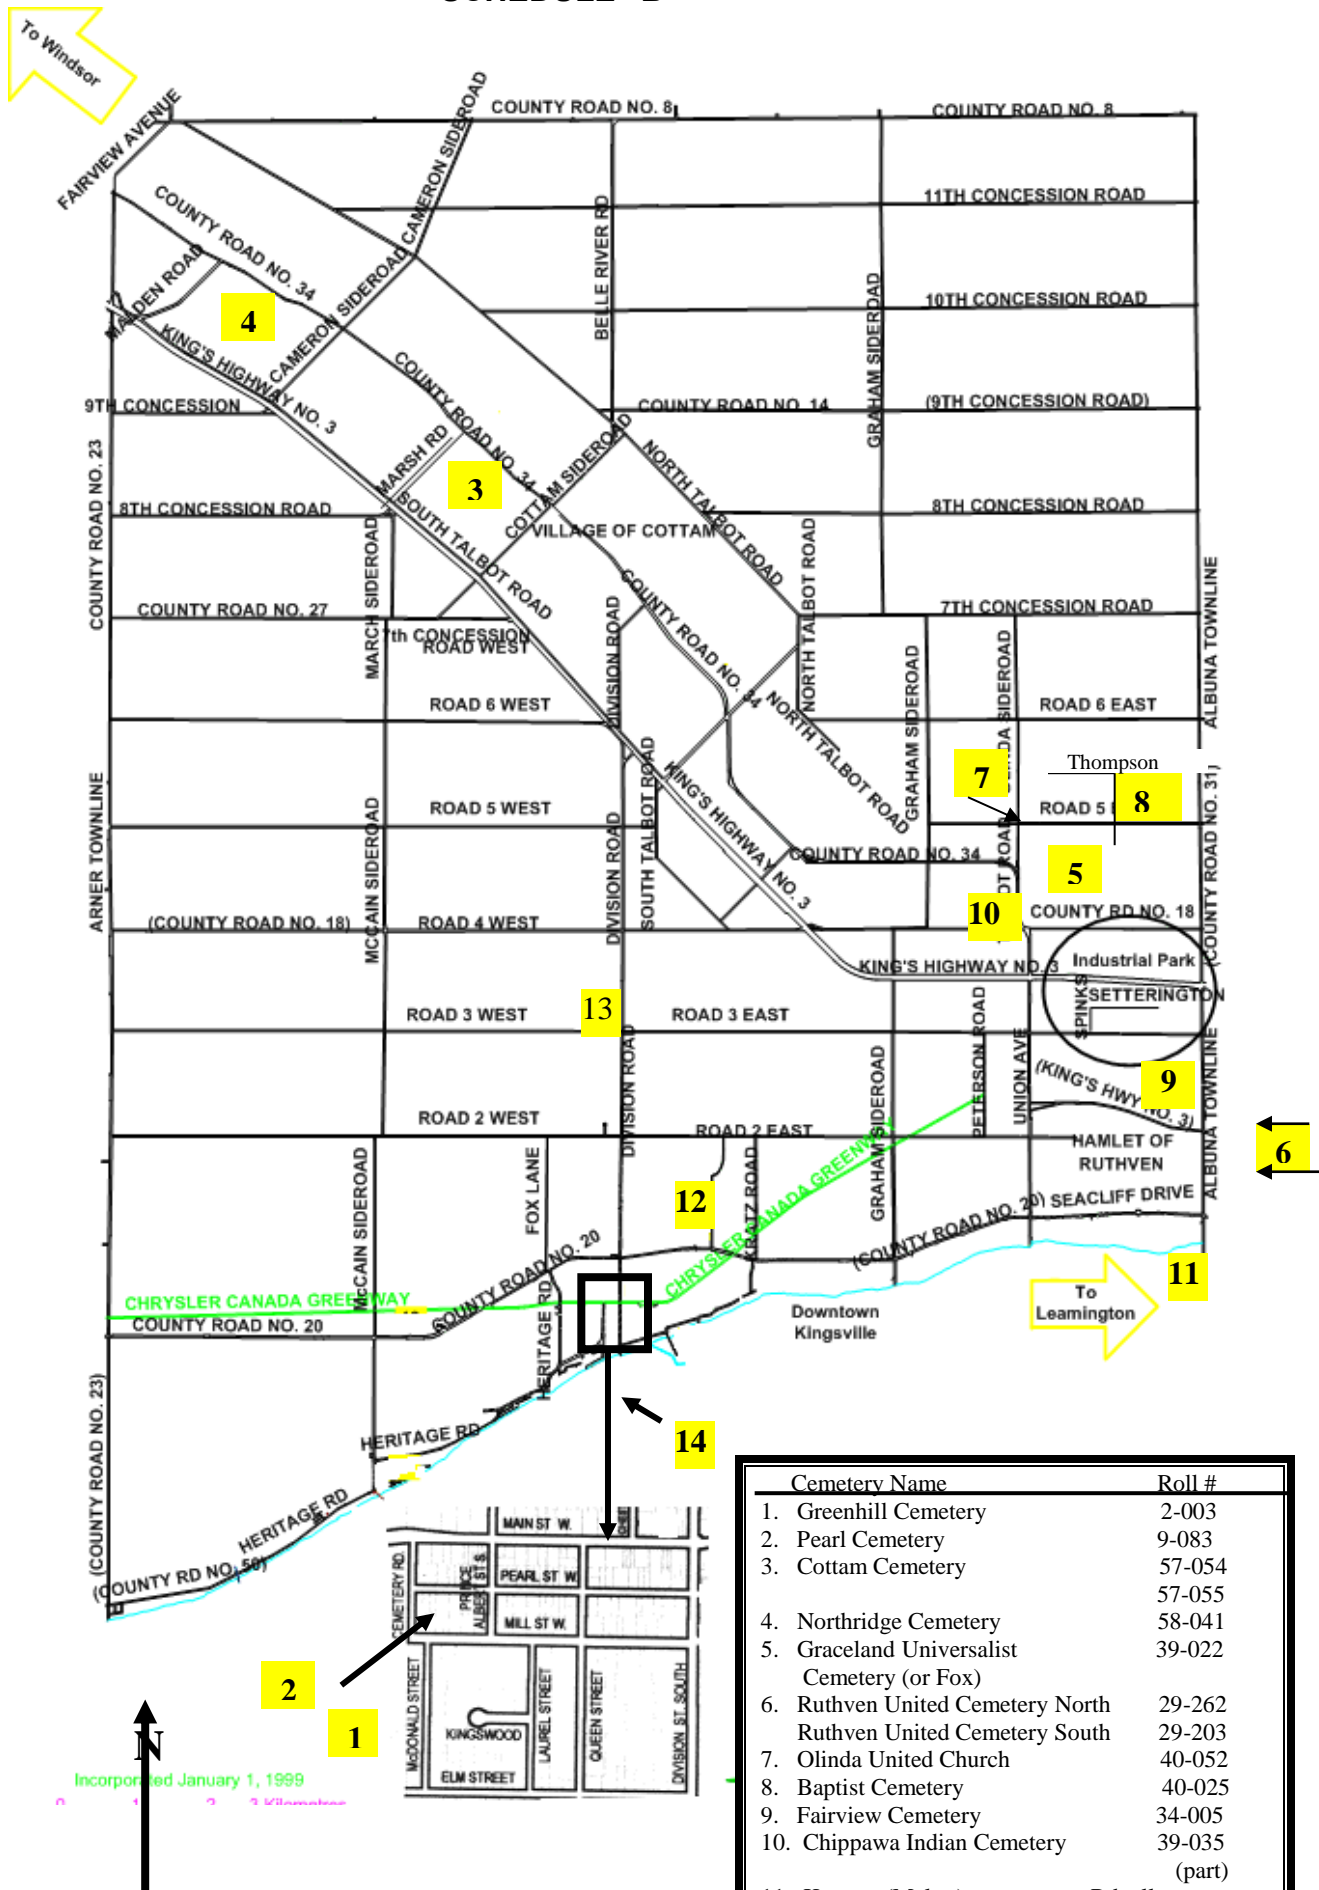 To Windsor
COUNTY ROAD NO. 8
COUNTY ROAD NO. 8
FAIRVIEW AVENUE
CAMERON SIDEROAD
11TH CONCESSION ROAD
COUNTY ROAD NO. 34
BELLE RIVER RD
MALDEN ROAD
CAMERON SIDEROAD
10TH CONCESSION ROAD
4
GRAHAM SIDEROAD
KING'S HIGHWAY NO. 3
COUNTY ROAD NO. 34
9TH CONCESSION
COUNTY ROAD NO. 14
(9TH CONCESSION ROAD)
COUNTY ROAD NO. 23
MARSH RD
3
COTTAM SIDEROAD
NORTH TALBOT ROAD
8TH CONCESSION ROAD
SOUTH TALBOT ROAD
VILLAGE OF COTTAM
8TH CONCESSION ROAD
MARCH SIDEROAD
NORTH TALBOT ROAD
ALBUNA TOWNLINE
COUNTY ROAD NO. 27
COUNTY ROAD NO. 34
7TH CONCESSION ROAD
7th CONCESSION
ROAD WEST
DIVISION ROAD
GRAHAM SIDEROAD
ROAD 6 WEST
NORTH TALBOT ROAD
ROAD 6 EAST
Thompson
7
8
ROAD 5 WEST
KING'S HIGHWAY NO. 3
ROAD 5
ARNER TOWNLINE
MCCAIN SIDEROAD
DIVISION ROAD
SOUTH TALBOT ROAD
COUNTY ROAD NO. 34
5
(COUNTY ROAD NO. 31)
(COUNTY ROAD NO. 18)
ROAD 4 WEST
10
COUNTY RD NO. 18
KING'S HIGHWAY NO. 3
Industrial Park
SETTERINGTON
SPINKS
ROAD 3 WEST
13
ROAD 3 EAST
PETERSON ROAD
UNION AVE
DIVISION ROAD
GRAHAM SIDEROAD
(KING'S HWY NO. 3)
9
ALBUNA TOWNLINE
ROAD 2 WEST
ROAD 2 EAST
HAMLET OF
RUTHVEN
6
McCAIN SIDEROAD
FOX LANE
12
KRATZ ROAD
CHRYSLER CANADA GREENWAY
(COUNTY ROAD NO. 20)
SEACLIFF DRIVE
COUNTY ROAD NO. 20
11
CHRYSLER CANADA GREENWAY
COUNTY ROAD NO. 20
HERITAGE RD
Downtown
Kingsville
To
Leamington
(COUNTY ROAD NO. 23)
HERITAGE RD
14
HERITAGE RD
(COUNTY RD NO. 50)
MAIN ST W.
CEMETERY RD.
PRINCE
ALBERT ST S.
PEARL ST W.
MILL ST W.
2
1
McDONALD STREET
KINGSWOOD
LAUREL STREET
QUEEN STREET
DIVISION ST. SOUTH
ELM STREET
N
Incorporated January 1, 1999
0 1 2 3 Kilometres
Cemetery Name Roll #
1. Greenhill Cemetery 2-003
2. Pearl Cemetery 9-083
3. Cottam Cemetery 57-054
57-055
4. Northridge Cemetery 58-041
5. Graceland Universalist 39-022
Cemetery (or Fox)
6. Ruthven United Cemetery North 29-262
Ruthven United Cemetery South 29-203
7. Olinda United Church 40-052
8. Baptist Cemetery 40-025
9. Fairview Cemetery 34-005
10. Chippawa Indian Cemetery 39-035
(part)